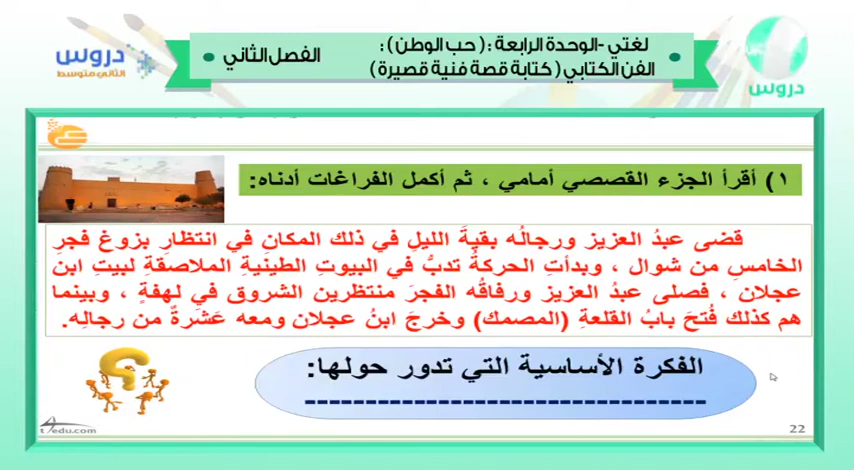 لغتي -الوحدة الرابعة : ( حب الوطن ) :
الفن الكتابي ( كتابة قصة فنية قصيرة )
الفصل الثاني
دروس
الثاني متوسط
دروس
١) أقرأ الجزء القصصي أمامي ، ثم أكمل الفراغات أدناه:
قضى عبدُ العزيز ورجالُه بقيةَ الليلِ في ذلك المكانِ في انتظارِ بزوغِ فجرِ
الخامسِ من شوال ، وبدأتِ الحركةُ تدبُّ في البيوتِ الطينيةِ الملاصقةِ لبيتِ ابن
عجلان ، فصلى عبدُ العزيز ورفاقُه الفجرَ منتظرين الشروق في لهفةٍ ، وبينما
هم كذلك فُتحَ بابُ القلعةِ (المصمك) وخرجَ ابنُ عجلان ومعه عَشَرةٌ من رجالِه.
الفكرة الأساسية التي تدور حولها:
---------------------------------
22